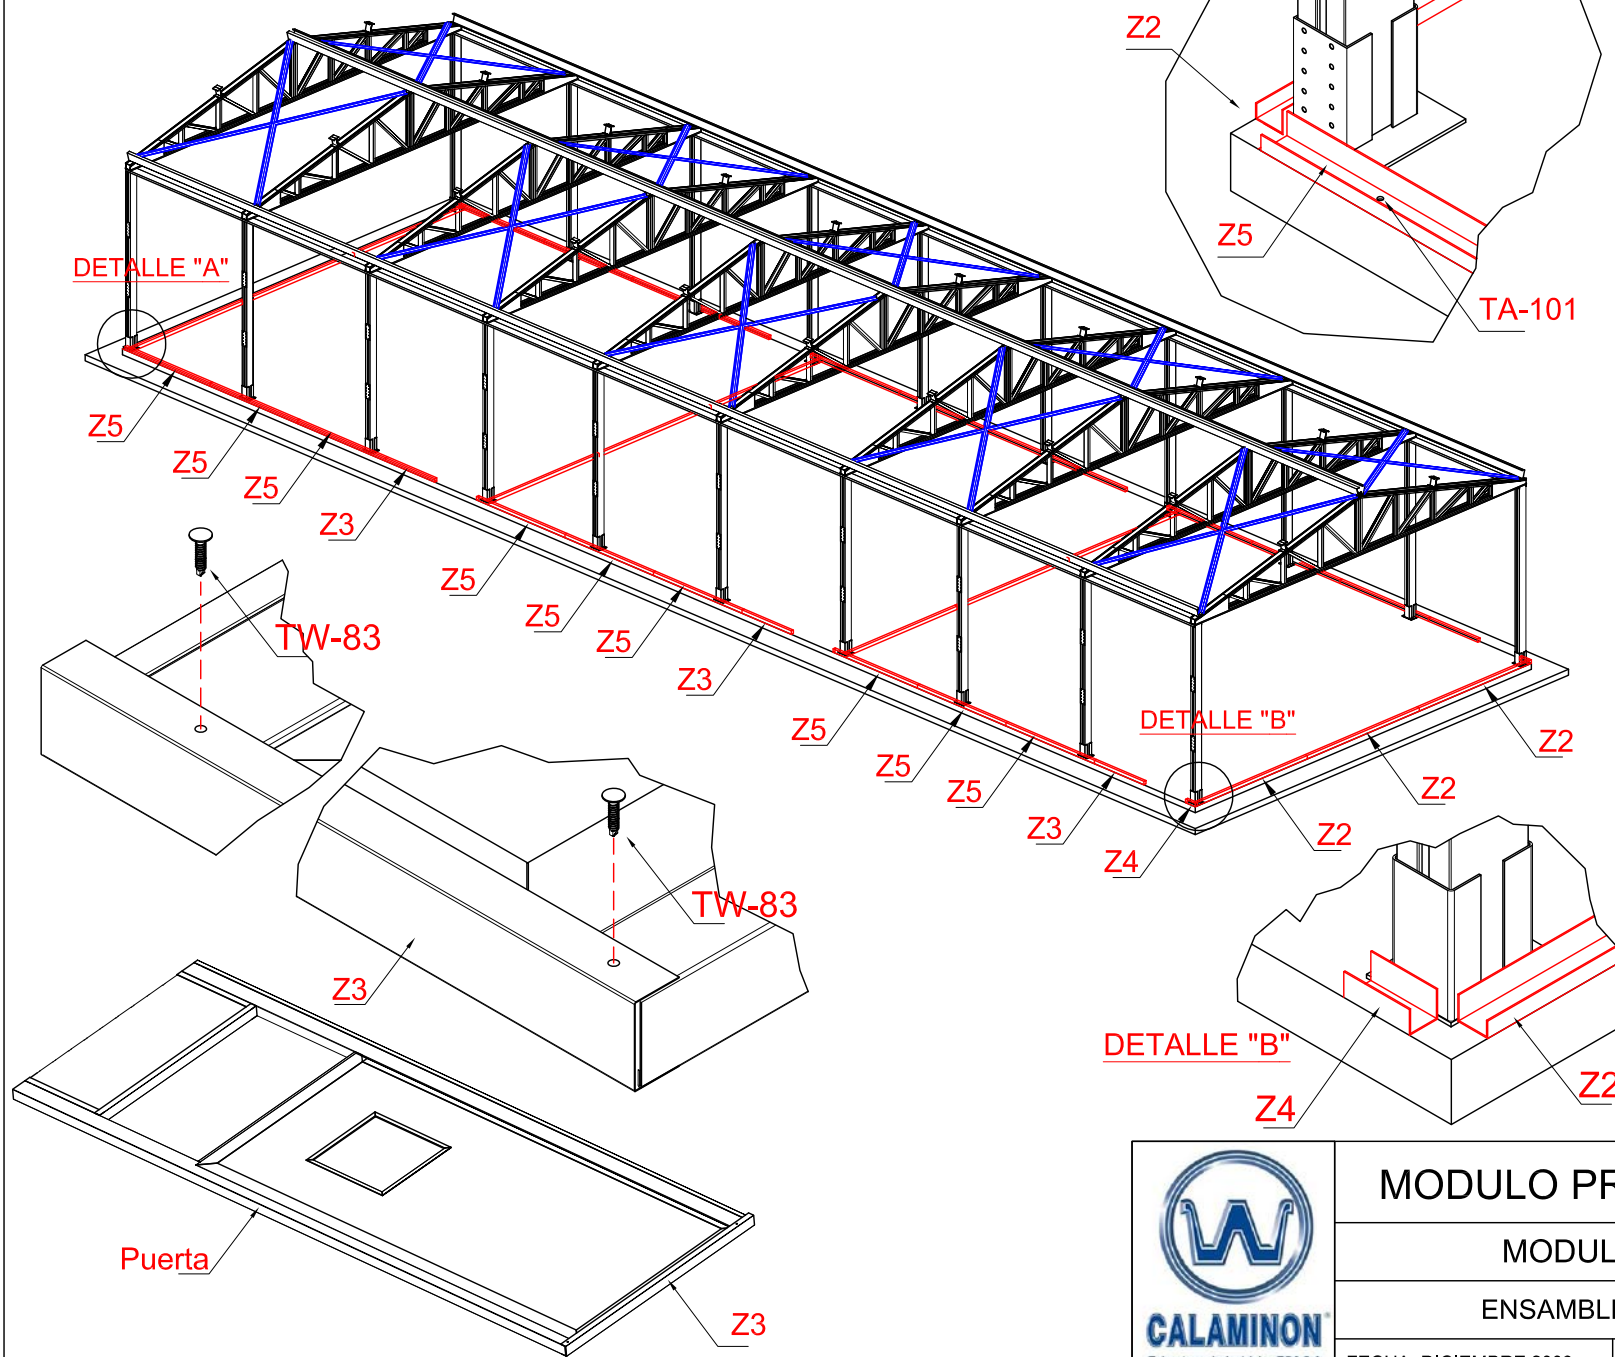 Z2
Z5
TA-101
DETALLE "A"
Z5
Z5
Z5
Z3
Z5
Z5
Z5
Z3
Z5
Z5
Z5
Z3
Z4
DETALLE "B"
Z2
Z2
Z2
TW-83
TW-83
Z3
Puerta
Z3
DETALLE "B"
Z4
Z2
MODULO PR
MODUL
ENSAMBL
CALAMINON